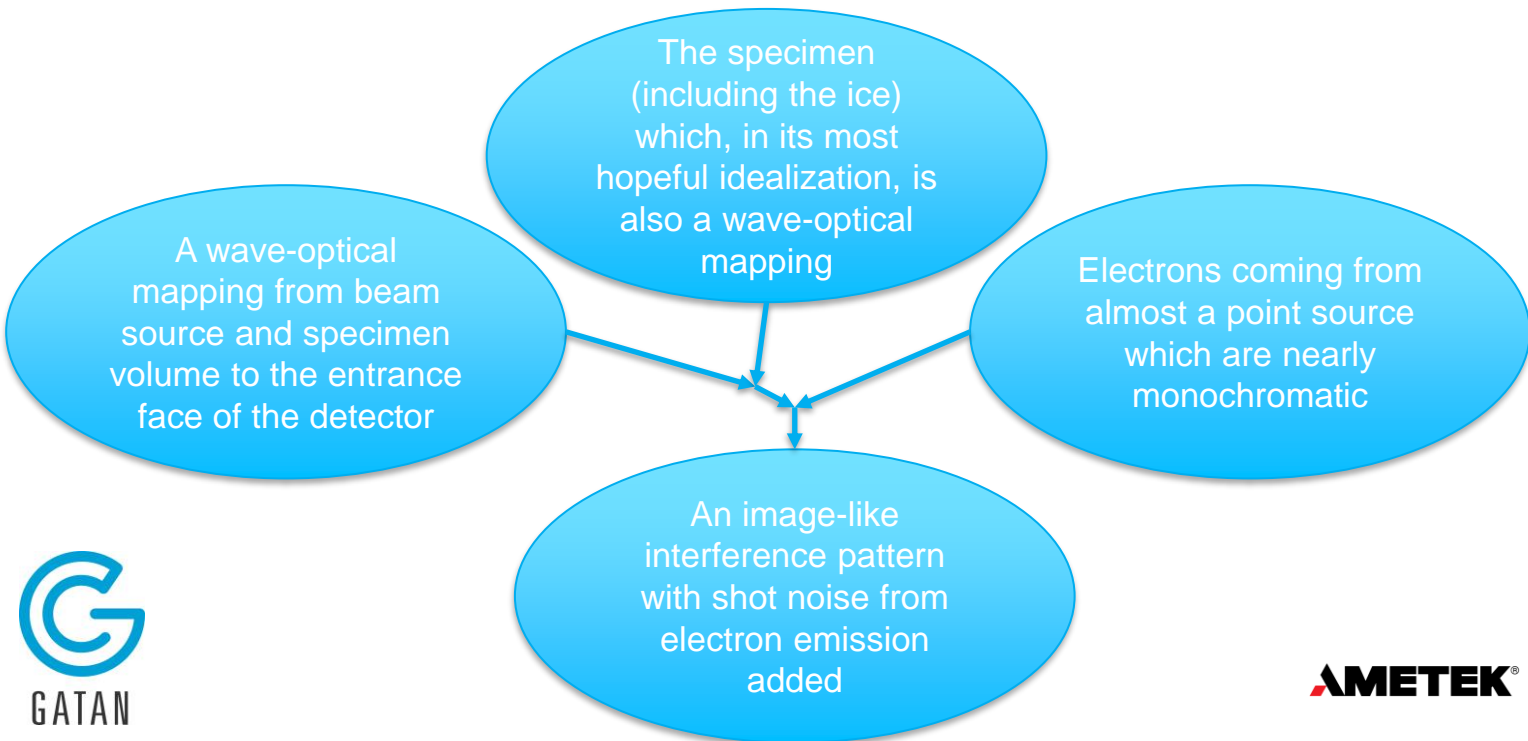 The specimen
(including the ice)
which, in its most
hopeful idealization, is
also a wave-optical
mapping
A wave-optical
mapping from beam
source and specimen
volume to the entrance
face of the detector
Electrons coming from
almost a point source
which are nearly
monochromatic
An image-like
interference pattern
with shot noise from
electron emission
added
GATAN
AMETEK®